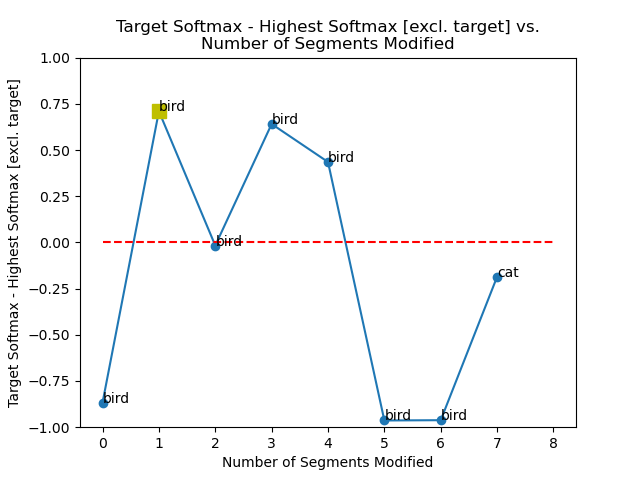 Target Softmax - Highest Softmax [excl. target] vs.
Number of Segments Modified
Target Softmax - Highest Softmax [excl. target]
1.00
0.75
0.50
0.25
0.00
−0.25
−0.50
−0.75
−1.00
bird
bird
bird
bird
bird
bird
bird
cat
0 1 2 3 4 5 6 7 8
Number of Segments Modified